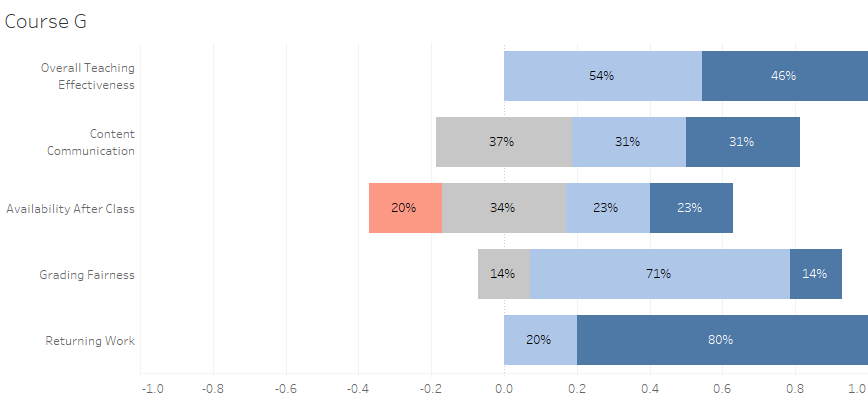 Course G
Overall Teaching
Effectiveness
54% 46%
Content
Communication
37% 31% 31%
Availability After Class
20% 34% 23% 23%
Grading Fairness
14% 71% 14%
Returning Work
20% 80%
-1.0 -0.8 -0.6 -0.4 -0.2 0.0 0.2 0.4 0.6 0.8 1.0